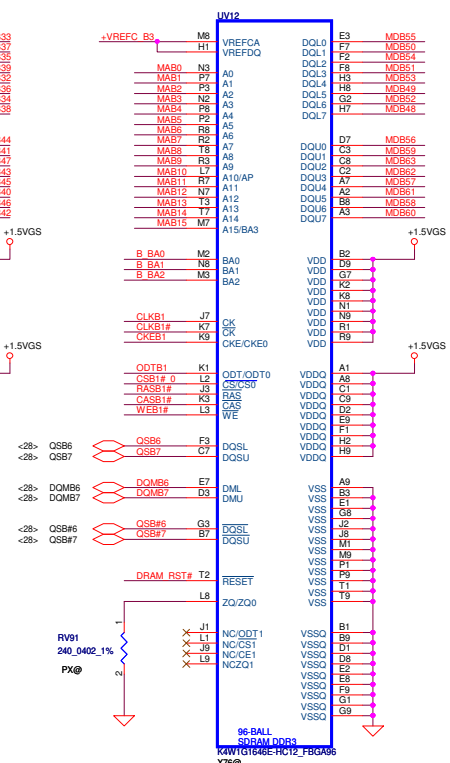 UV12
+VREFC_B3 M8 VREFCA DQL0 E3 MDB55
H1 VREFDQ DQL1 F7 MDB50
DQL2 F2 MDB54
MAB0 N3 A0 DQL3 F8 MDB51
MAB1 P7 A1 DQL4 H3 MDB53
MAB2 P3 A2 DQL5 H8 MDB49
MAB3 N2 A3 DQL6 G2 MDB52
MAB4 P8 A4 DQL7 H7 MDB48
MAB5 P2 A5
MAB6 R8 A6
MAB7 R2 A7 DQU0 D7 MDB56
MAB8 T8 A8 DQU1 C3 MDB59
MAB9 R3 A9 DQU2 C8 MDB63
MAB10 L7 A10/AP DQU3 C2 MDB62
MAB11 R7 A11 DQU4 A7 MDB57
MAB12 N7 A12 DQU5 A2 MDB61
MAB13 T3 A13 DQU6 B8 MDB58
MAB14 T7 A14 DQU7 A3 MDB60
MAB15 M7 A15/BA3
+1.5VGS +1.5VGS
B_BA0 M2 BA0 VDD B2
B_BA1 N8 BA1 VDD D9
B_BA2 M3 BA2 VDD G7
VDD K2
VDD K8
VDD N1
CLKB1 J7 CK VDD N9
CLKB1# K7 CK VDD R1
CKEB1 K9 CKE/CKE0 VDD R9
+1.5VGS +1.5VGS
ODTB1 K1 ODT/ODT0 VDDQ A1
CSB1#_0 L2 CS/CS0 VDDQ A8
RASB1# J3 RAS VDDQ C1
CASB1# K3 CAS VDDQ C9
WEB1# L3 WE VDDQ D2
VDDQ E9
VDDQ F1
<28> QSB6 QSB6 F3 DQSL VDDQ H2
<28> QSB7 QSB7 C7 DQSU VDDQ H9
<28> DQMB6 DQMB6 E7 DML VSS A9
<28> DQMB7 DQMB7 D3 DMU VSS B3
VSS E1
VSS G8
<28> QSB#6 QSB#6 G3 DQSL VSS J2
<28> QSB#7 QSB#7 B7 DQSU VSS J8
VSS M1
VSS M9
VSS P1
DRAM_RST# T2 RESET VSS P9
VSS T1
L8 ZQ/ZQ0 VSS T9
1
RV91
240_0402_1%
PX@
2
J1 NC/ODT1 VSSQ B1
L1 NC/CS1 VSSQ B9
J9 NC/CE1 VSSQ D1
L9 NCZQ1 VSSQ D8
VSSQ E2
VSSQ E8
VSSQ F9
VSSQ G1
VSSQ G9
96-BALL
SDRAM DDR3
K4W1G1646E-HC12_FBGA96
X76@